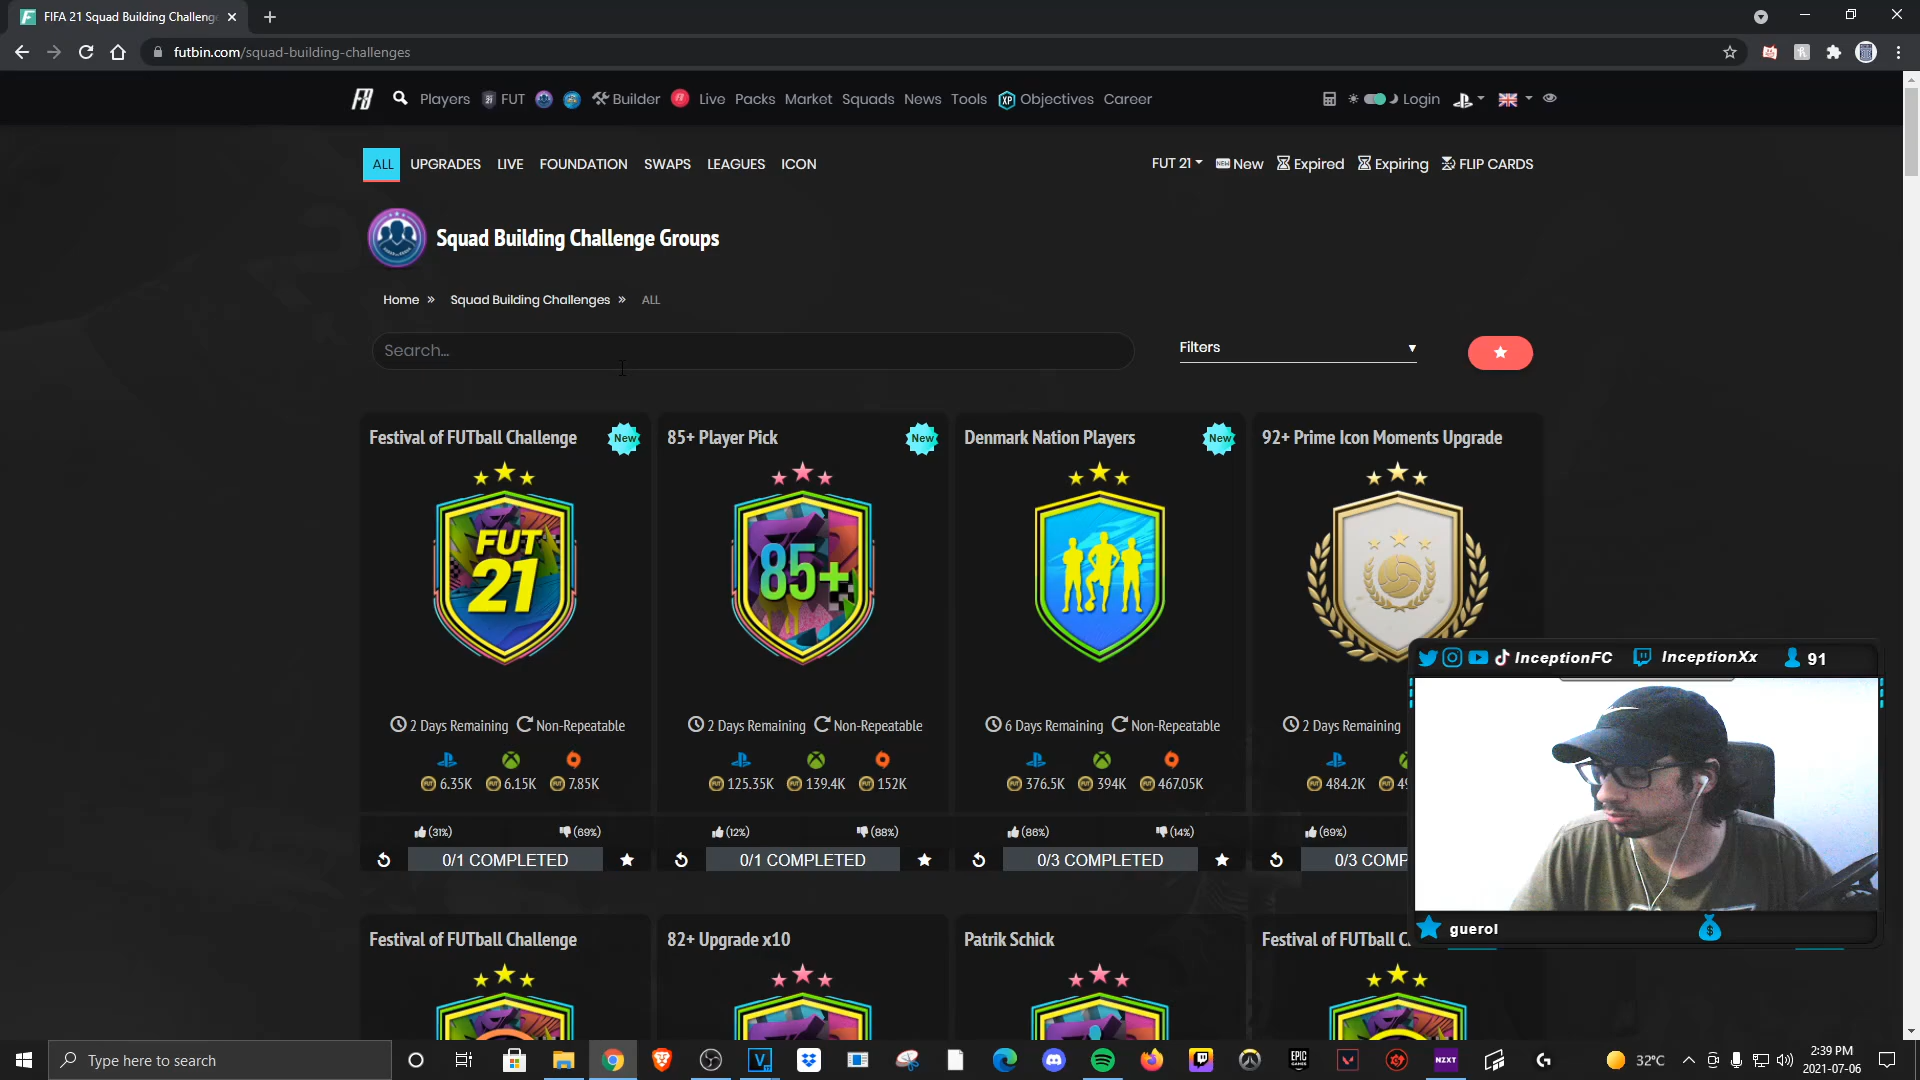 FIFA 21 Squad Building Challeng
futbin.com/squad-building-challenges
Players FUT Builder Live Packs Market Squads News Tools XP Objectives Career Login
ALL UPGRADES LIVE FOUNDATION SWAPS LEAGUES ICON FUT 21 NEW New Expired Expiring FLIP CARDS
Squad Building Challenge Groups
Home » Squad Building Challenges » ALL
Search...
Filters
Festival of FUTball Challenge New
FUT 21
2 Days Remaining Non-Repeatable
6.35K 6.15K 7.85K
(31%) (69%)
0/1 COMPLETED
85+ Player Pick New
85+
2 Days Remaining Non-Repeatable
125.35K 139.4K 152K
(12%) (88%)
0/1 COMPLETED
Denmark Nation Players New
6 Days Remaining Non-Repeatable
376.5K 394K 467.05K
(86%) (14%)
0/3 COMPLETED
92+ Prime Icon Moments Upgrade
2 Days Remaining
484.2K 49
(69%)
0/3 COMP
InceptionFC InceptionXx 91
guerol
Festival of FUTball Challenge
82+ Upgrade x10
Patrik Schick
Festival of FUTball C
Type here to search
EPIC GAMES
NZXT
32°C
2:39 PM
2021-07-06